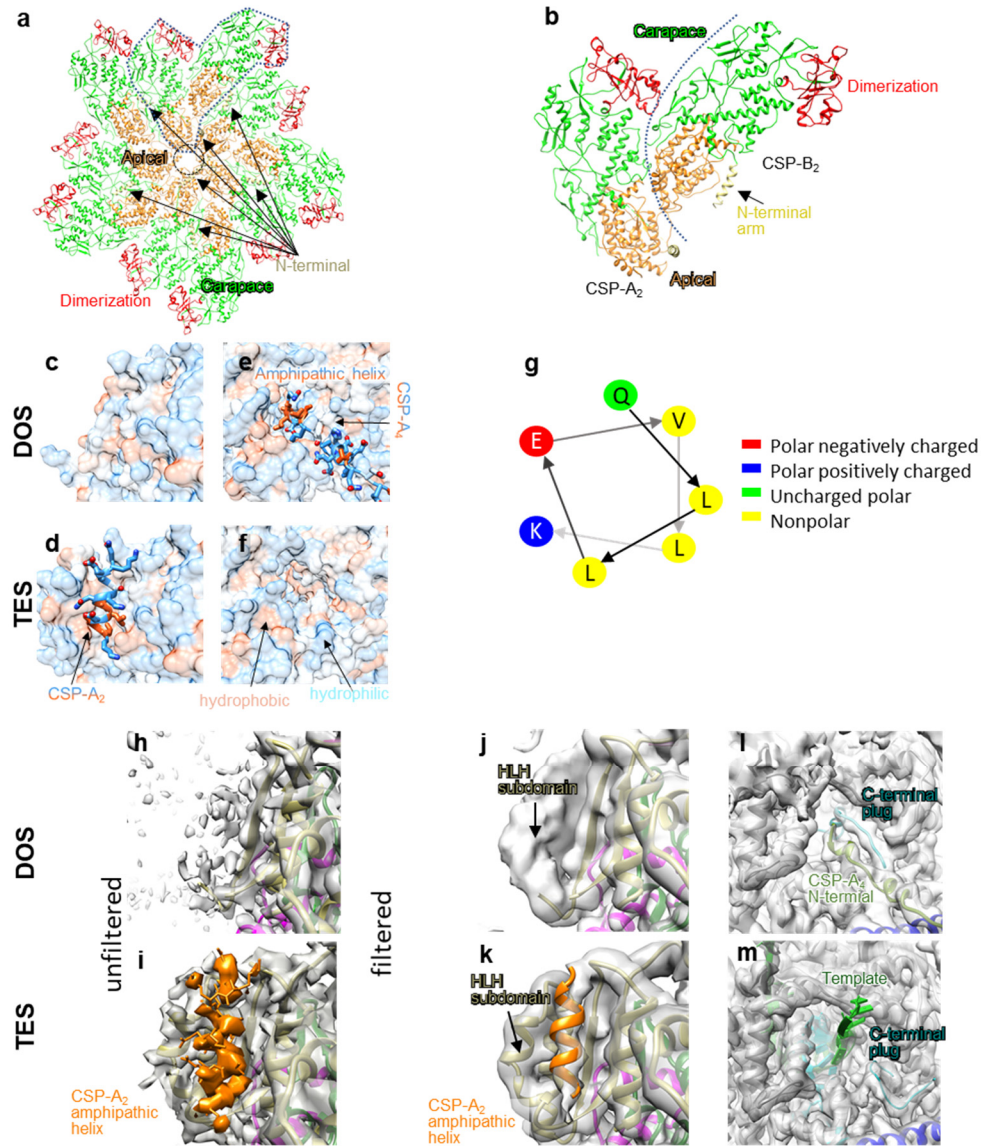 a
Apical
N-terminal
Carapace
Dimerization
b
Carapace
Dimerization
CSP-B2
N-terminal
arm
CSP-A2
Apical
DOS
TES
c
e
Amphipathic helix
CSP-A4
d
CSP-A2
f
hydrophobic
hydrophilic
g
Q
V
E
L
K
L
L
Polar negatively charged
Polar positively charged
Uncharged polar
Nonpolar
DOS
TES
unfiltered
filtered
h
i
CSP-A2
amphipathic
helix
j
HLH
subdomain
k
HLH
subdomain
CSP-A2
amphipathic
helix
l
C-terminal
plug
CSP-A4
N-termial
m
Template
C-terminal
plug